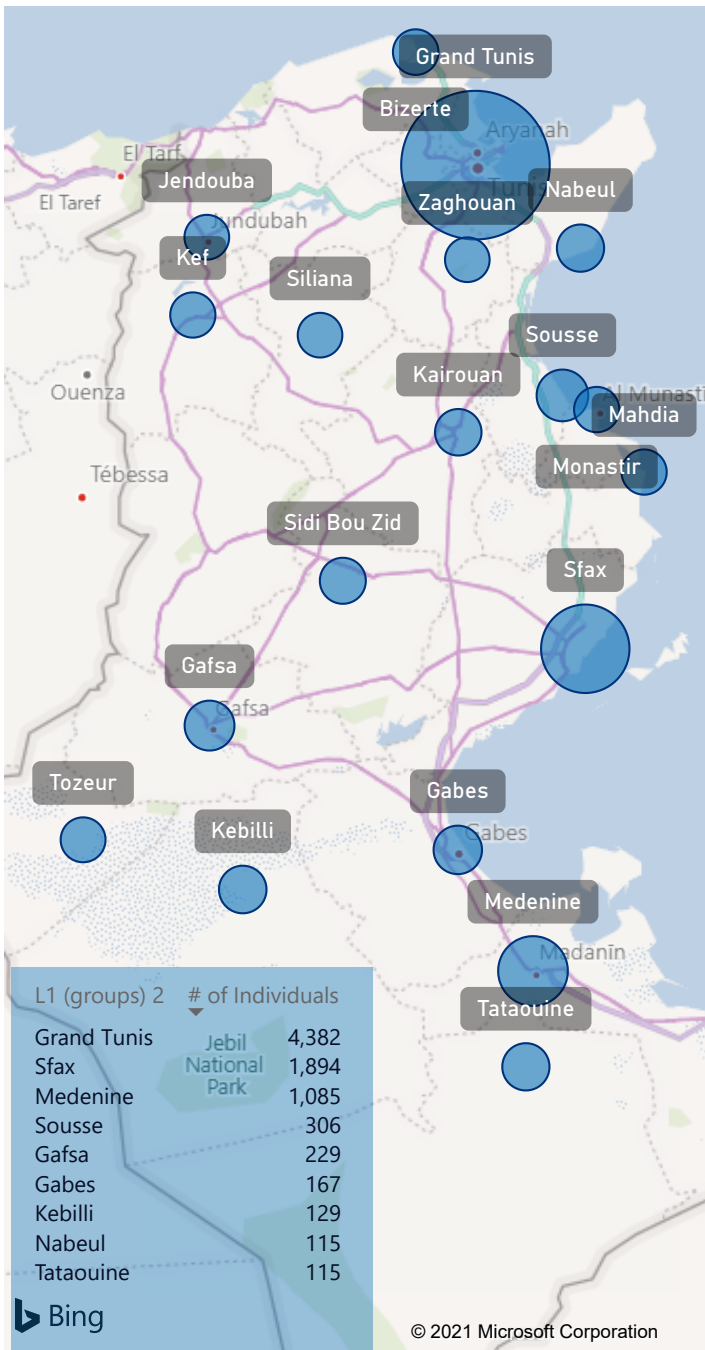 Grand Tunis
Bizerte
Aryanah
El Tarf
Jendouba
Tunis
Nabeul
El Taref
Zaghouan
Jundubah
Kef
Siliana
Sousse
Kairouan
Ouenza
Al Munasti
Mahdia
Monastir
Tébessa
Sidi Bou Zid
Sfax
Gafsa
Gafsa
Tozeur
Gabes
Kebilli
Gabes
Medenine
Madanīn
Tataouine
L1 (groups) 2 # of Individuals
Grand Tunis 4,382
Sfax 1,894
Medenine 1,085
Sousse 306
Gafsa 229
Gabes 167
Kebilli 129
Nabeul 115
Tataouine 115
Jebil
National
Park
Bing
© 2021 Microsoft Corporation